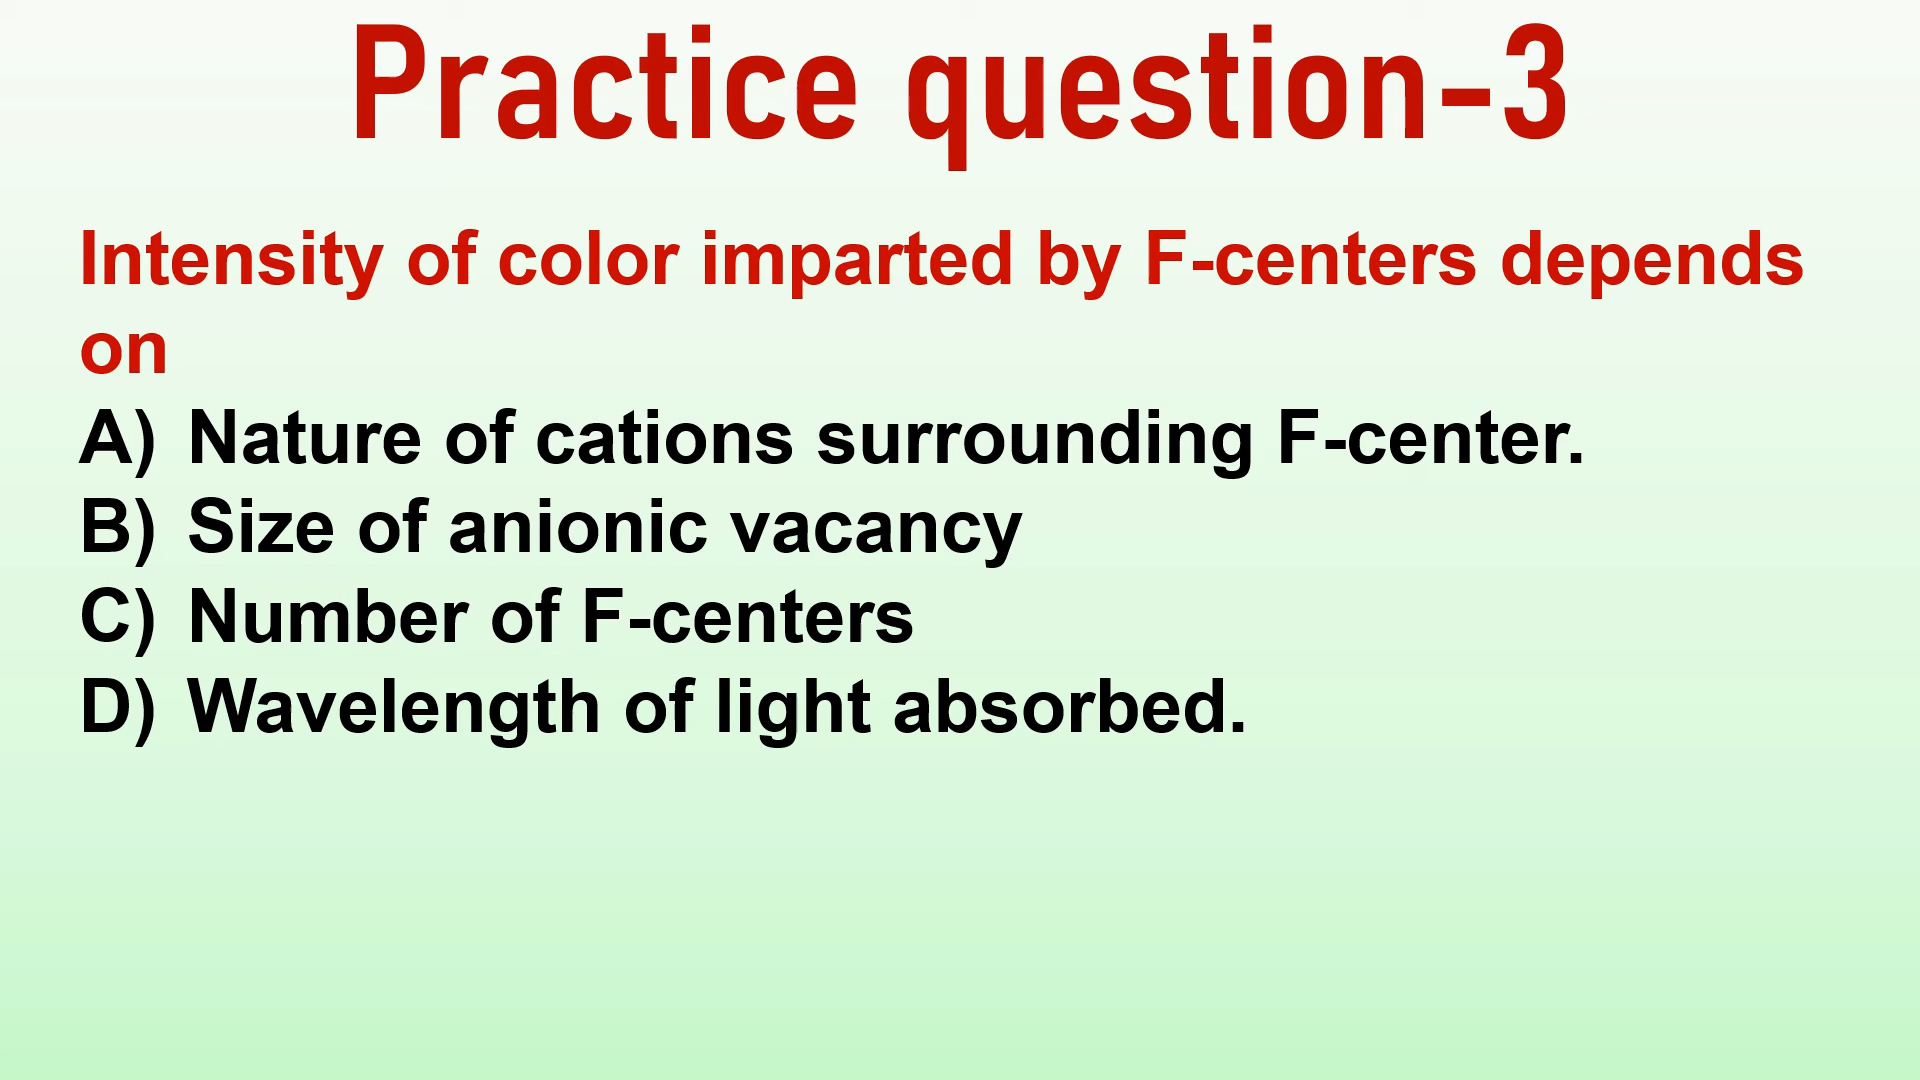 Practice question-3
Intensity of color imparted by F-centers depends
on
A) Nature of cations surrounding F-center.
B) Size of anionic vacancy
C) Number of F-centers
D) Wavelength of light absorbed.